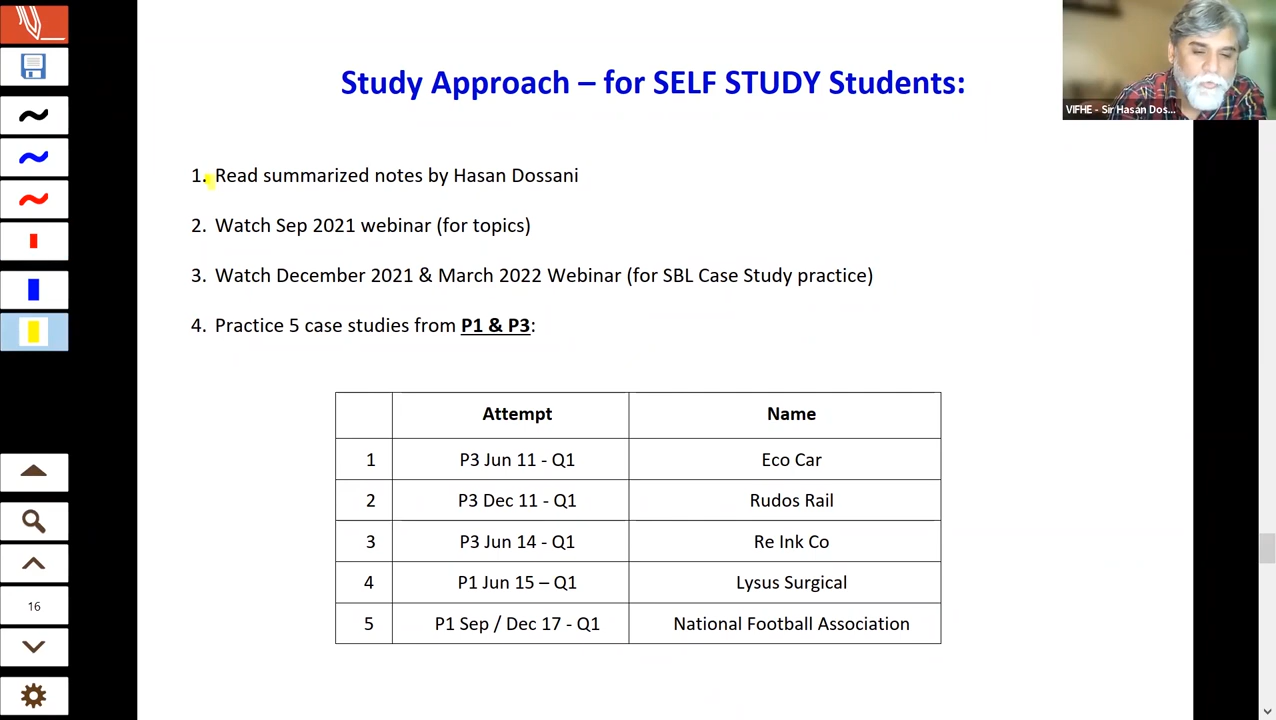 Study Approach – for SELF STUDY Students:
VIFHE - Sir Hasan Dos...
1. Read summarized notes by Hasan Dossani
2. Watch Sep 2021 webinar (for topics)
3. Watch December 2021 & March 2022 Webinar (for SBL Case Study practice)
4. Practice 5 case studies from P1 & P3:
Attempt Name
1 P3 Jun 11 - Q1 Eco Car
2 P3 Dec 11 - Q1 Rudos Rail
3 P3 Jun 14 - Q1 Re Ink Co
4 P1 Jun 15 – Q1 Lysus Surgical
5 P1 Sep / Dec 17 - Q1 National Football Association
16